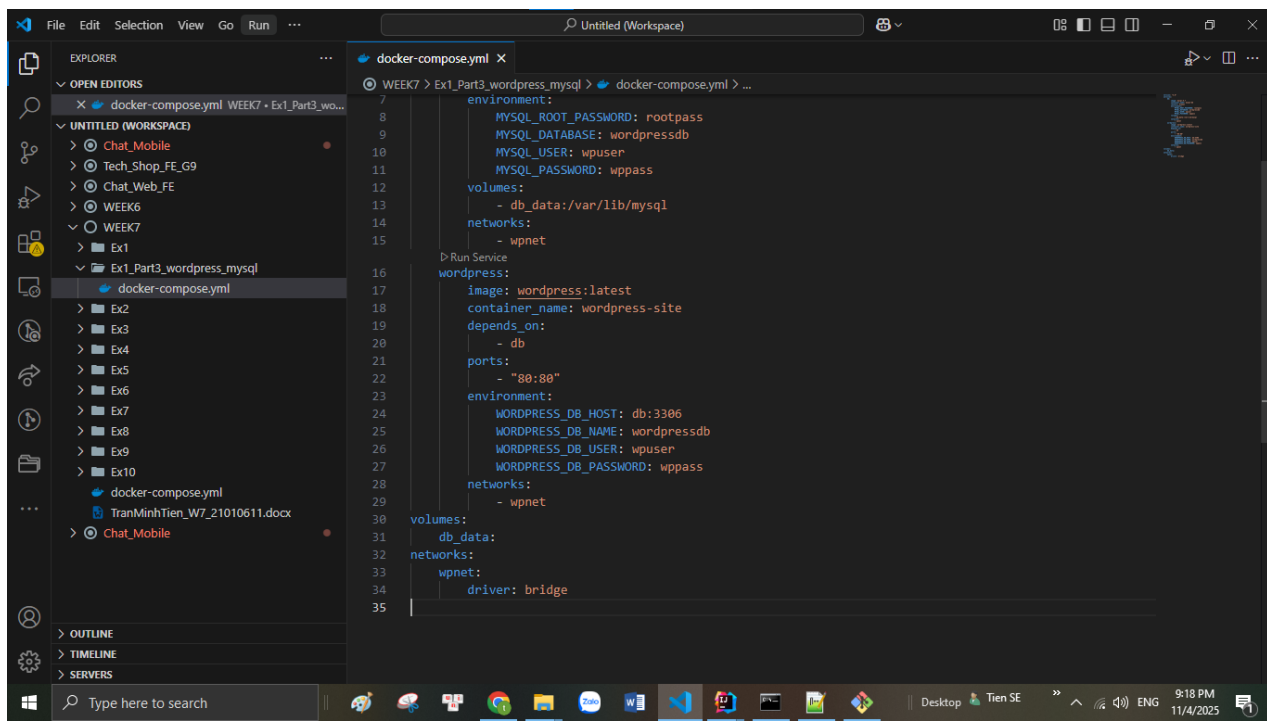 File Edit Selection View Go Run ···
Untitled (Workspace)
EXPLORER ···
OPEN EDITORS
docker-compose.yml WEEK7 • Ex1_Part3_wo...
UNTITLED (WORKSPACE)
Chat_Mobile
Tech_Shop_FE_G9
Chat_Web_FE
WEEK6
WEEK7
Ex1
Ex1_Part3_wordpress_mysql
docker-compose.yml
Ex2
Ex3
Ex4
Ex5
Ex6
Ex7
Ex8
Ex9
Ex10
docker-compose.yml
TranMinhTien_W7_21010611.docx
Chat_Mobile
OUTLINE
TIMELINE
SERVERS
docker-compose.yml
WEEK7 > Ex1_Part3_wordpress_mysql > docker-compose.yml > ...
7 environment:
8 MYSQL_ROOT_PASSWORD: rootpass
9 MYSQL_DATABASE: wordpressdb
10 MYSQL_USER: wpuser
11 MYSQL_PASSWORD: wppass
12 volumes:
13 - db_data:/var/lib/mysql
14 networks:
15 - wpnet
Run Service
16 wordpress:
17 image: wordpress:latest
18 container_name: wordpress-site
19 depends_on:
20 - db
21 ports:
22 - "80:80"
23 environment:
24 WORDPRESS_DB_HOST: db:3306
25 WORDPRESS_DB_NAME: wordpressdb
26 WORDPRESS_DB_USER: wpuser
27 WORDPRESS_DB_PASSWORD: wppass
28 networks:
29 - wpnet
30 volumes:
31 db_data:
32 networks:
33 wpnet:
34 driver: bridge
35
Type here to search
Zalo
Desktop
Tien SE
ENG
9:18 PM
11/4/2025
1